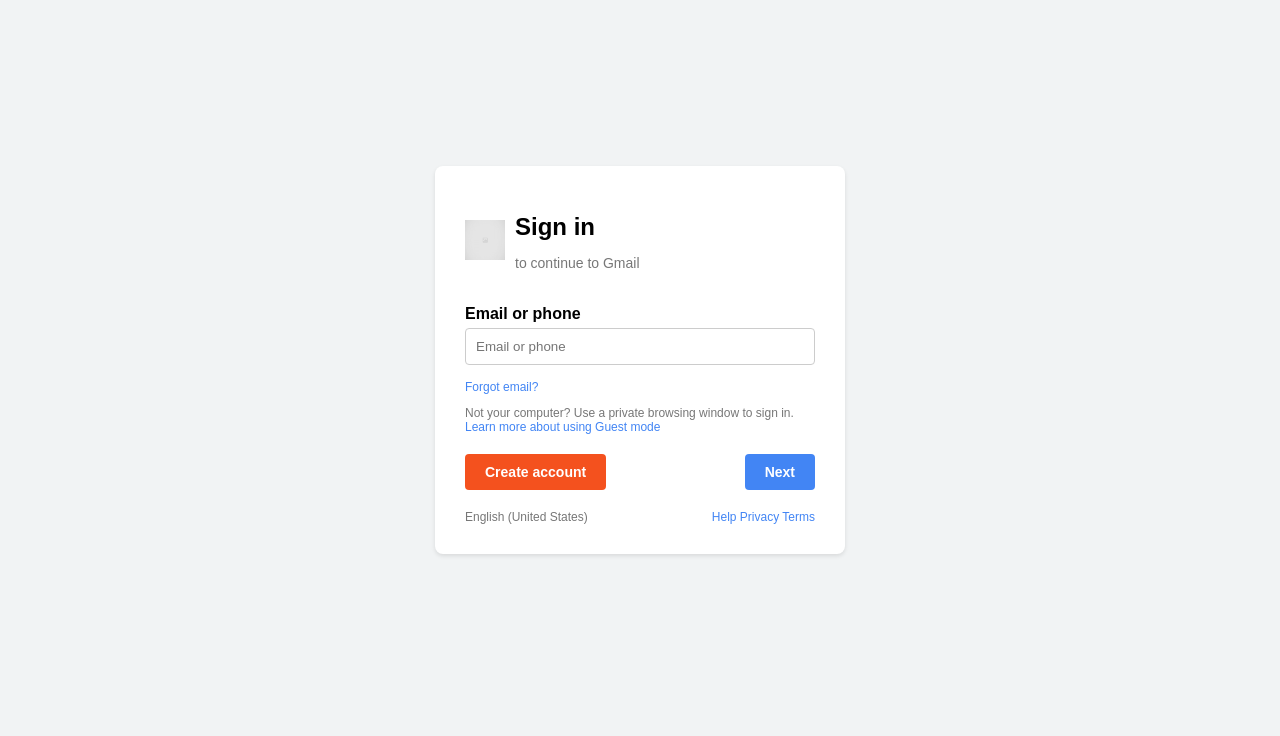 Sign in
to continue to Gmail
Email or phone
Email or phone
Forgot email?
Not your computer? Use a private browsing window to sign in.
Learn more about using Guest mode
Create account
Next
English (United States)
Help Privacy Terms